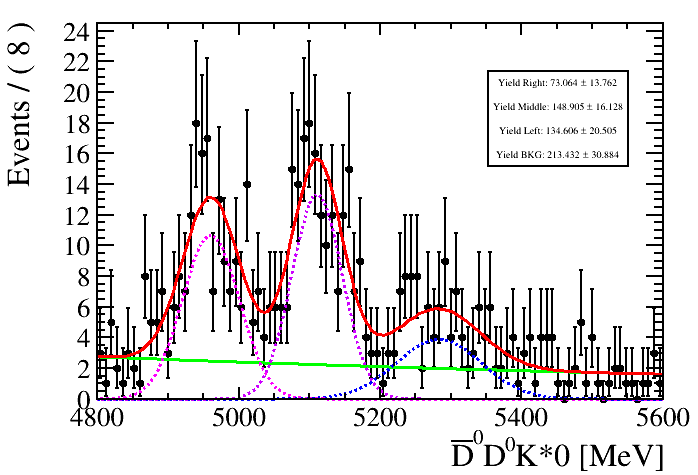 Events / ( 8 )
24
22
20
18
16
14
12
10
8
6
4
2
0
Yield Right: 73.064 ± 13.762
Yield Middle: 148.905 ± 16.128
Yield Left: 134.606 ± 20.505
Yield BKG: 213.432 ± 30.884
4800 5000 5200 5400 5600
D̅⁰D⁰K*0 [MeV]